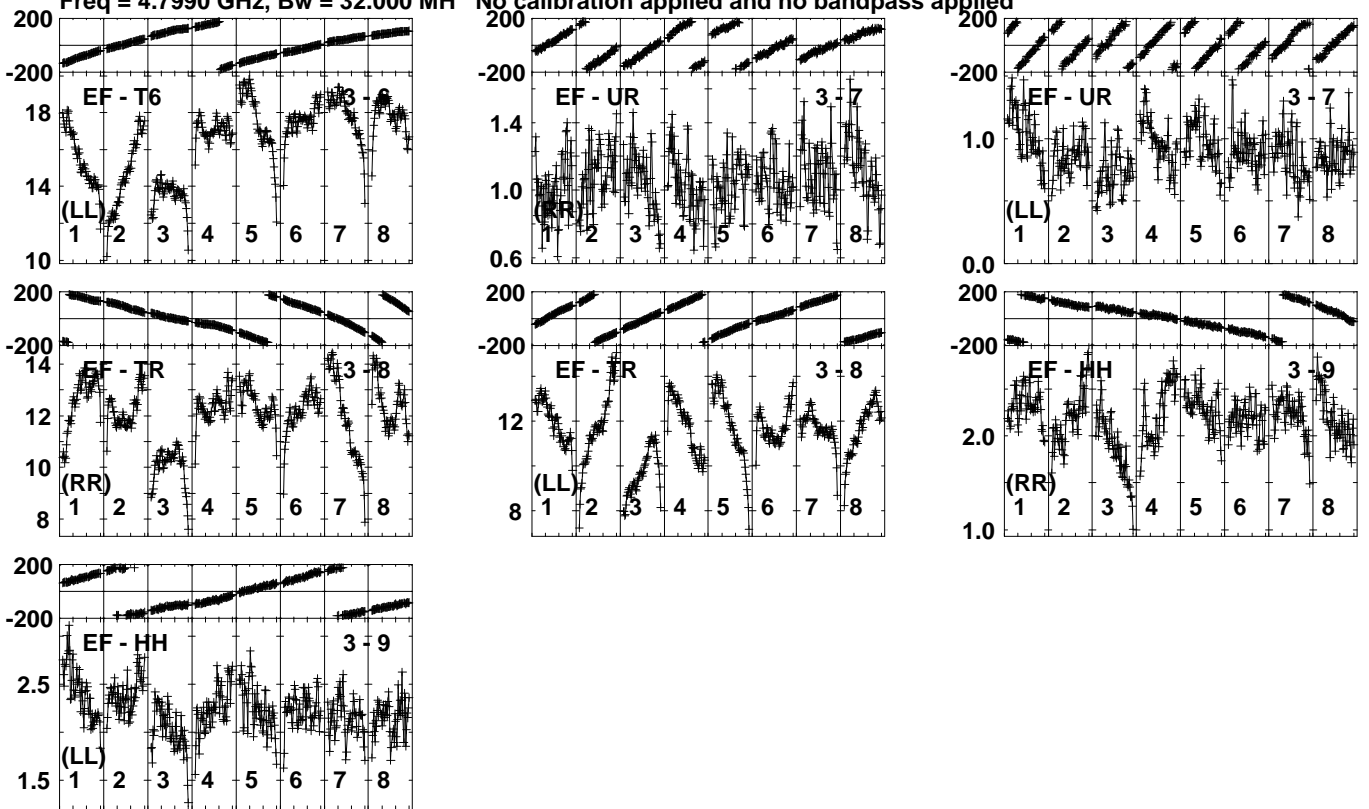 Freq = 4.7990 GHz, Bw = 32.000 MH No calibration applied and no bandpass applied
200
-200
EF - T6
3 - 6
18
14
10
(LL)
1 2 3 4 5 6 7 8
EF - UR
3 - 7
1.4
1.0
0.6
(RR)
1 2 3 4 5 6 7 8
200
-200
EF - UR
3 - 7
1.0
0.0
(LL)
1 2 3 4 5 6 7 8
200
-200
EF - TR
3 - 8
14
12
10
8
(RR)
1 2 3 4 5 6 7 8
EF - TR
3 - 8
12
8
(LL)
1 2 3 4 5 6 7 8
200
-200
EF - HH
3 - 9
2.0
1.0
(RR)
1 2 3 4 5 6 7 8
200
-200
EF - HH
3 - 9
2.5
1.5
(LL)
1 2 3 4 5 6 7 8